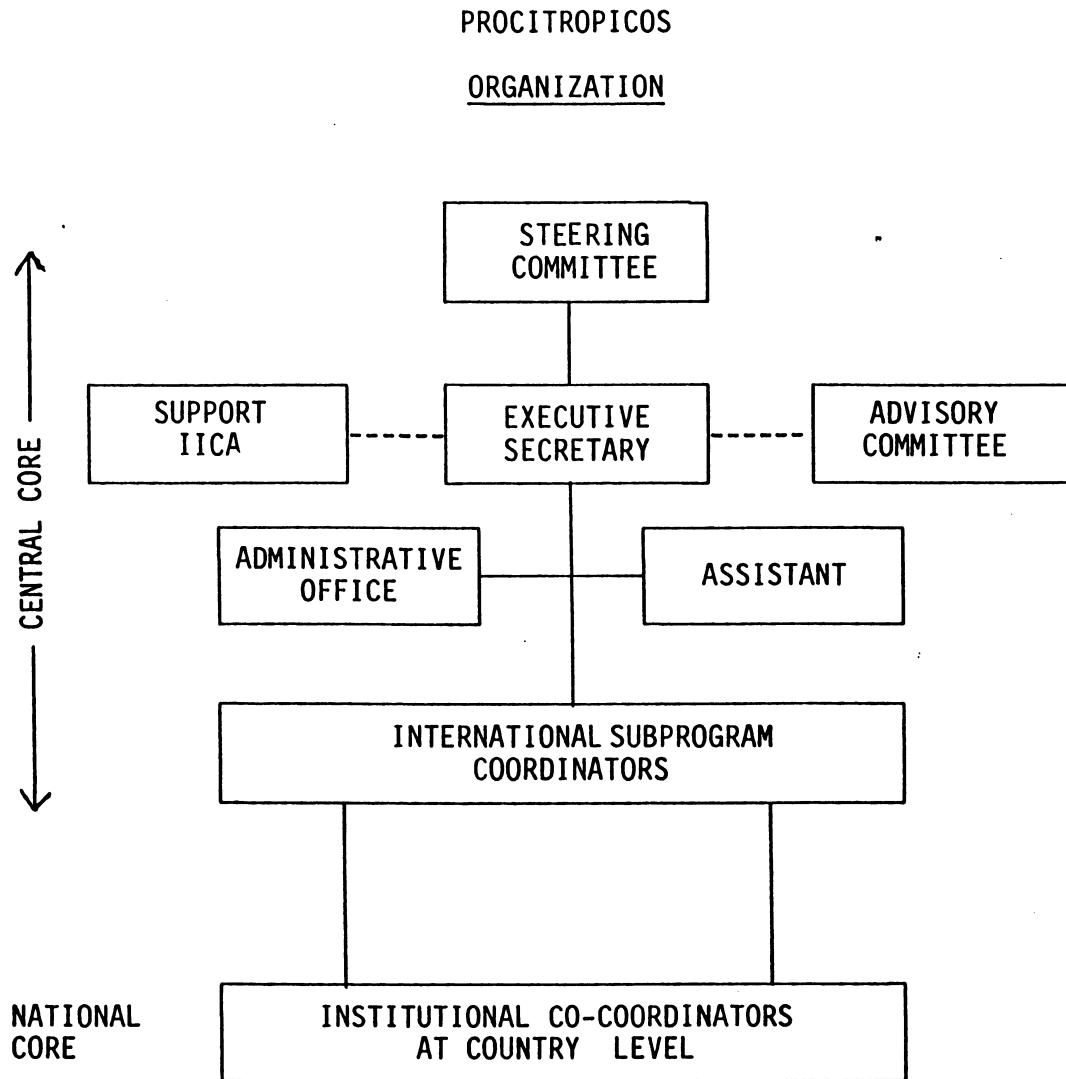 PROCITROPICOS
ORGANIZATION
STEERING
COMMITTEE
SUPPORT
IICA
EXECUTIVE
SECRETARY
ADVISORY
COMMITTEE
CENTRAL CORE
ADMINISTRATIVE
OFFICE
ASSISTANT
INTERNATIONAL SUBPROGRAM
COORDINATORS
NATIONAL
CORE
INSTITUTIONAL CO-COORDINATORS
AT COUNTRY LEVEL